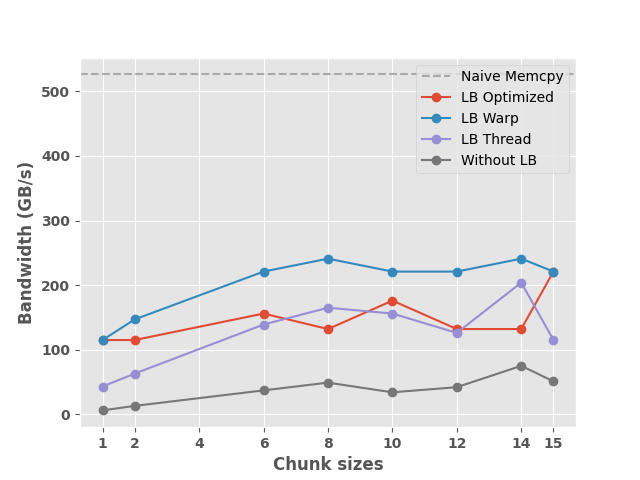 Naive Memcpy
LB Optimized
LB Warp
LB Thread
Without LB
500
400
300
200
100
0
Bandwidth (GB/s)
1 2 4 6 8 10 12 14 15
Chunk sizes